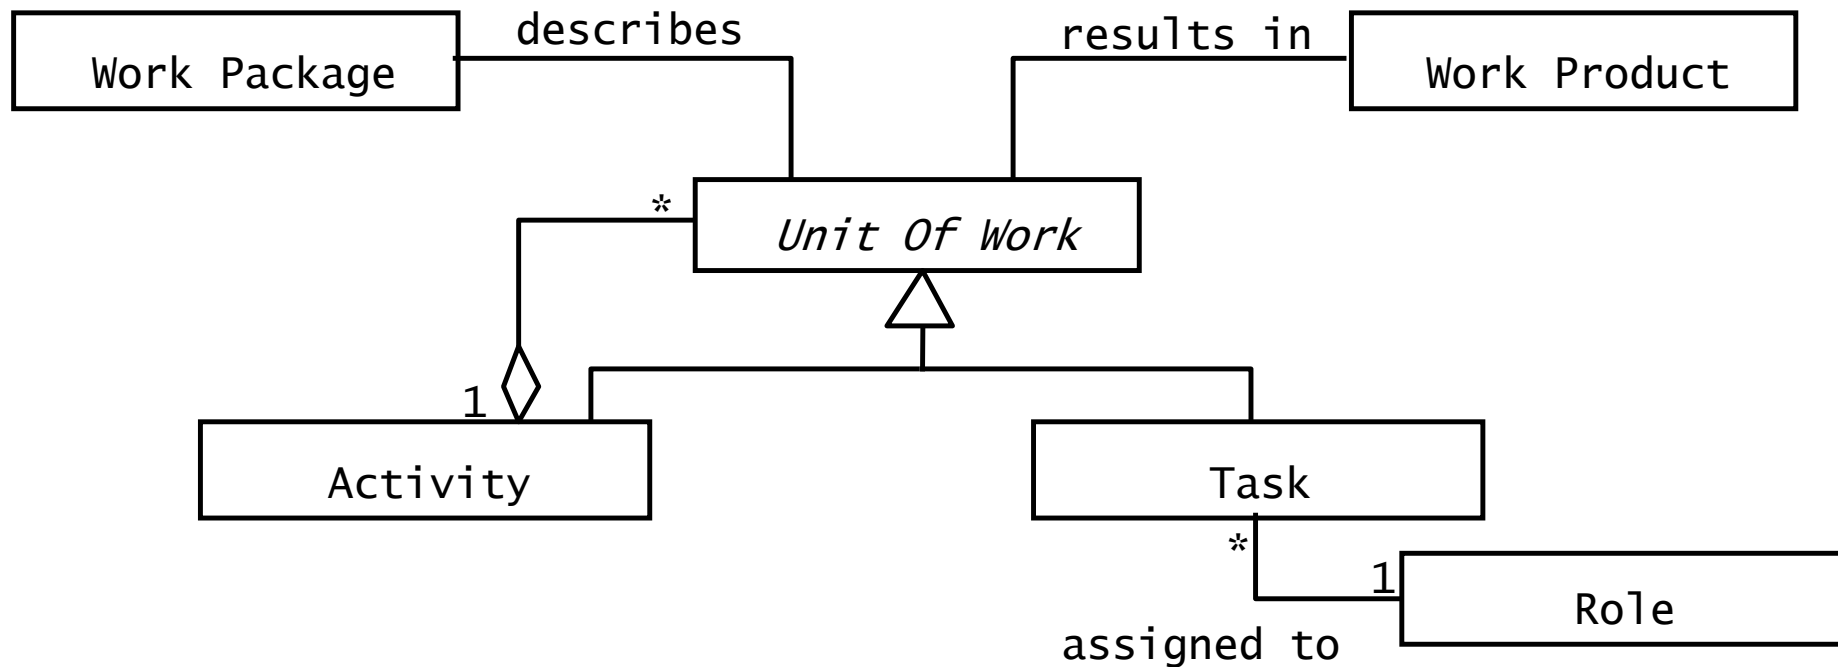 describes
results in
Work Package
Work Product
*
Unit Of Work
1
Activity
Task
*
1
Role
assigned to